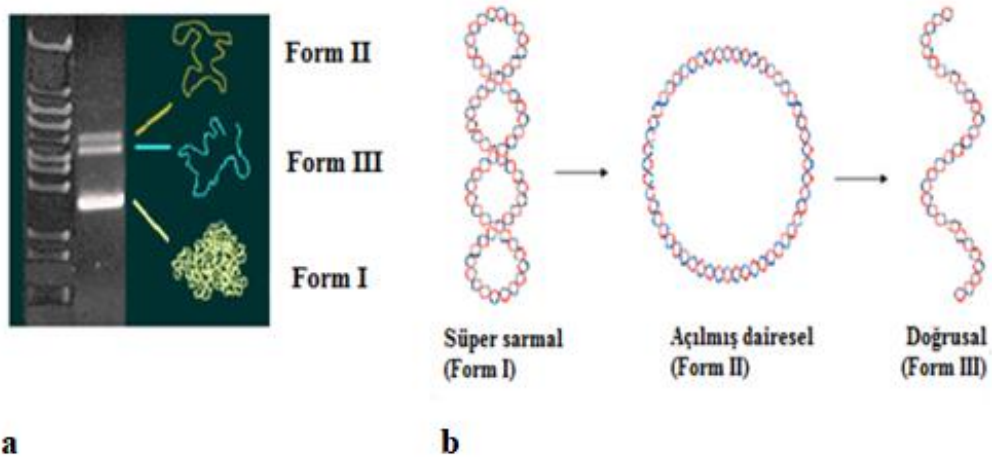 Form II
Form III
Form I
Süper sarmal
(Form I)
Açılmış dairesel
(Form II)
Doğrusal
(Form III)
a
b